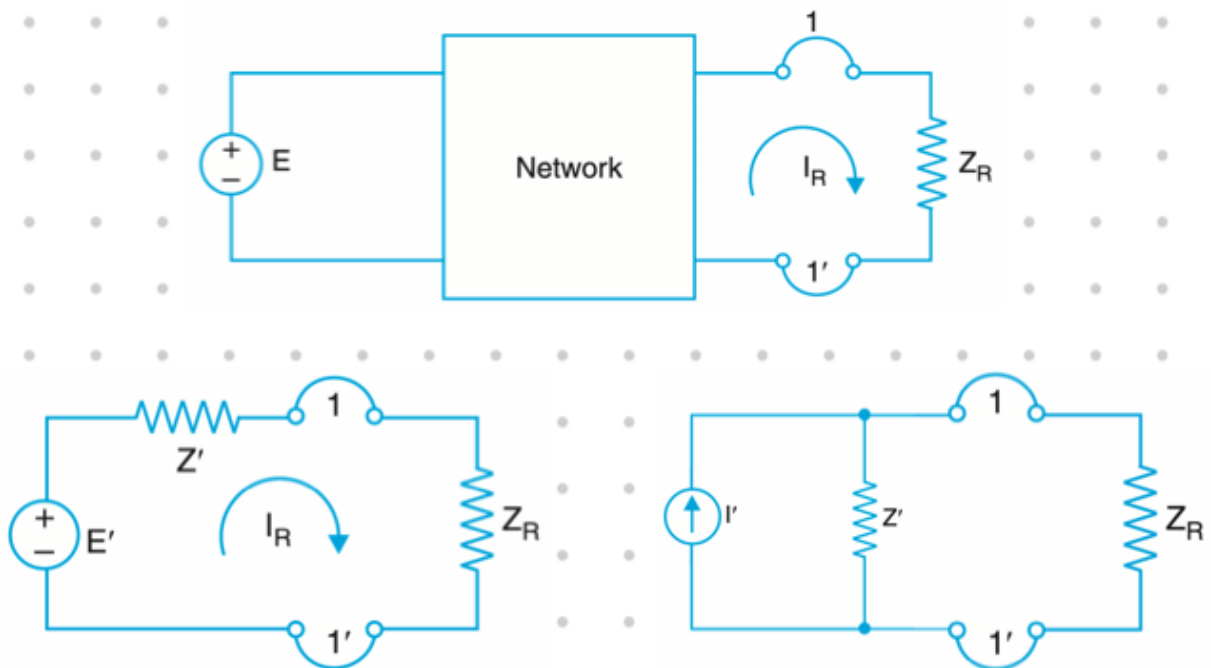 1
+
−
E
Network
I_R
Z_R
1′
1
Z′
+
−
E′
I_R
Z_R
1′
1
I′
Z′
Z_R
1′